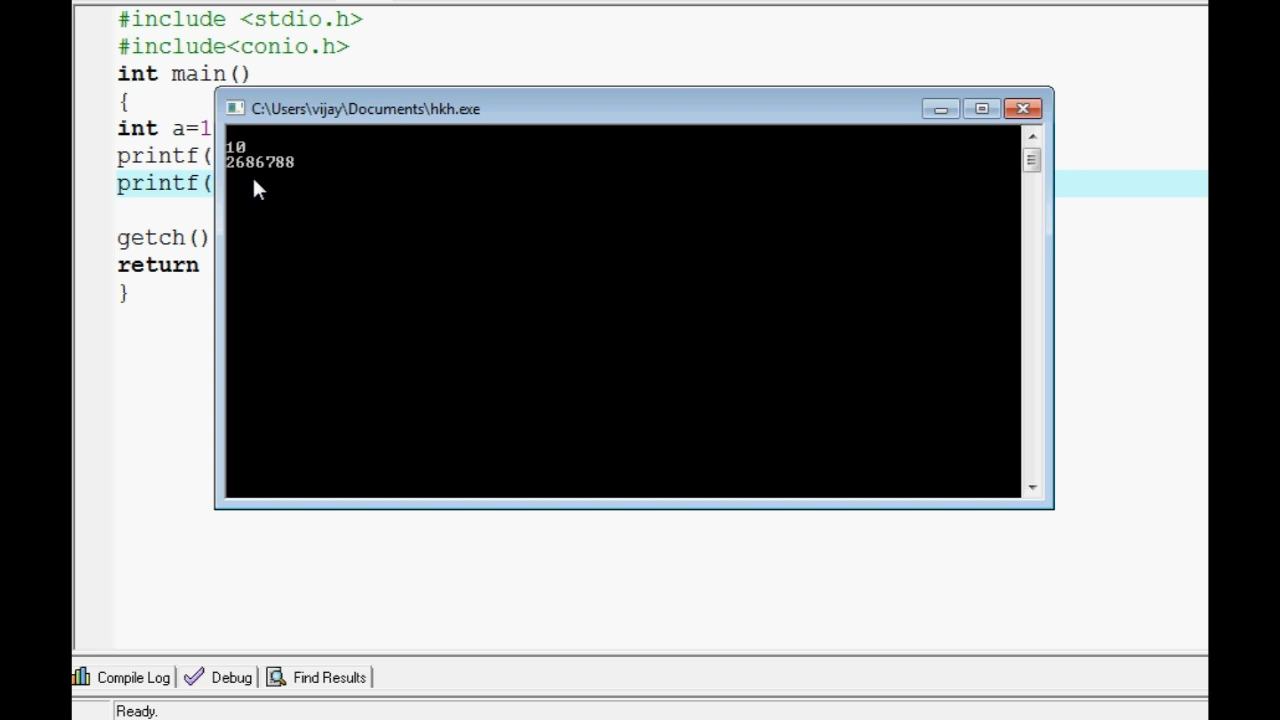 #include <stdio.h>
#include<conio.h>
int main()
{
C:\Users\vijay\Documents\hkh.exe
int a=1
10
printf(
2686788
printf(
getch()
return
}
Compile Log
Debug
Find Results
Ready.